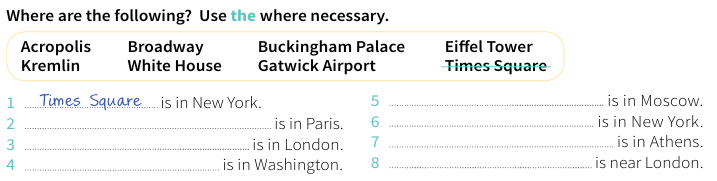 Where are the following? Use the where necessary.
Acropolis Broadway Buckingham Palace Eiffel Tower
Kremlin White House Gatwick Airport Times Square
1 Times Square is in New York.
2 is in Paris.
3 is in London.
4 is in Washington.
5 is in Moscow.
6 is in New York.
7 is in Athens.
8 is near London.